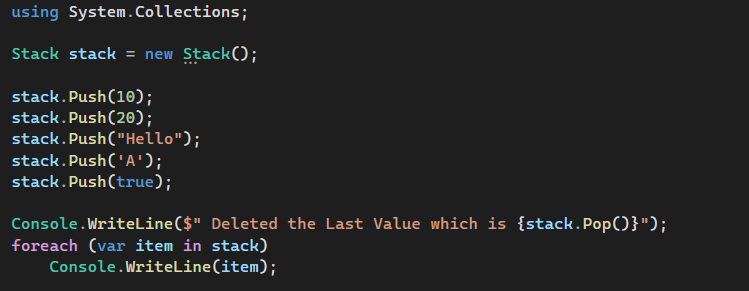 using System.Collections;
Stack stack = new Stack();
stack.Push(10);
stack.Push(20);
stack.Push("Hello");
stack.Push('A');
stack.Push(true);
Console.WriteLine($" Deleted the Last Value which is {stack.Pop()}");
foreach (var item in stack)
    Console.WriteLine(item);